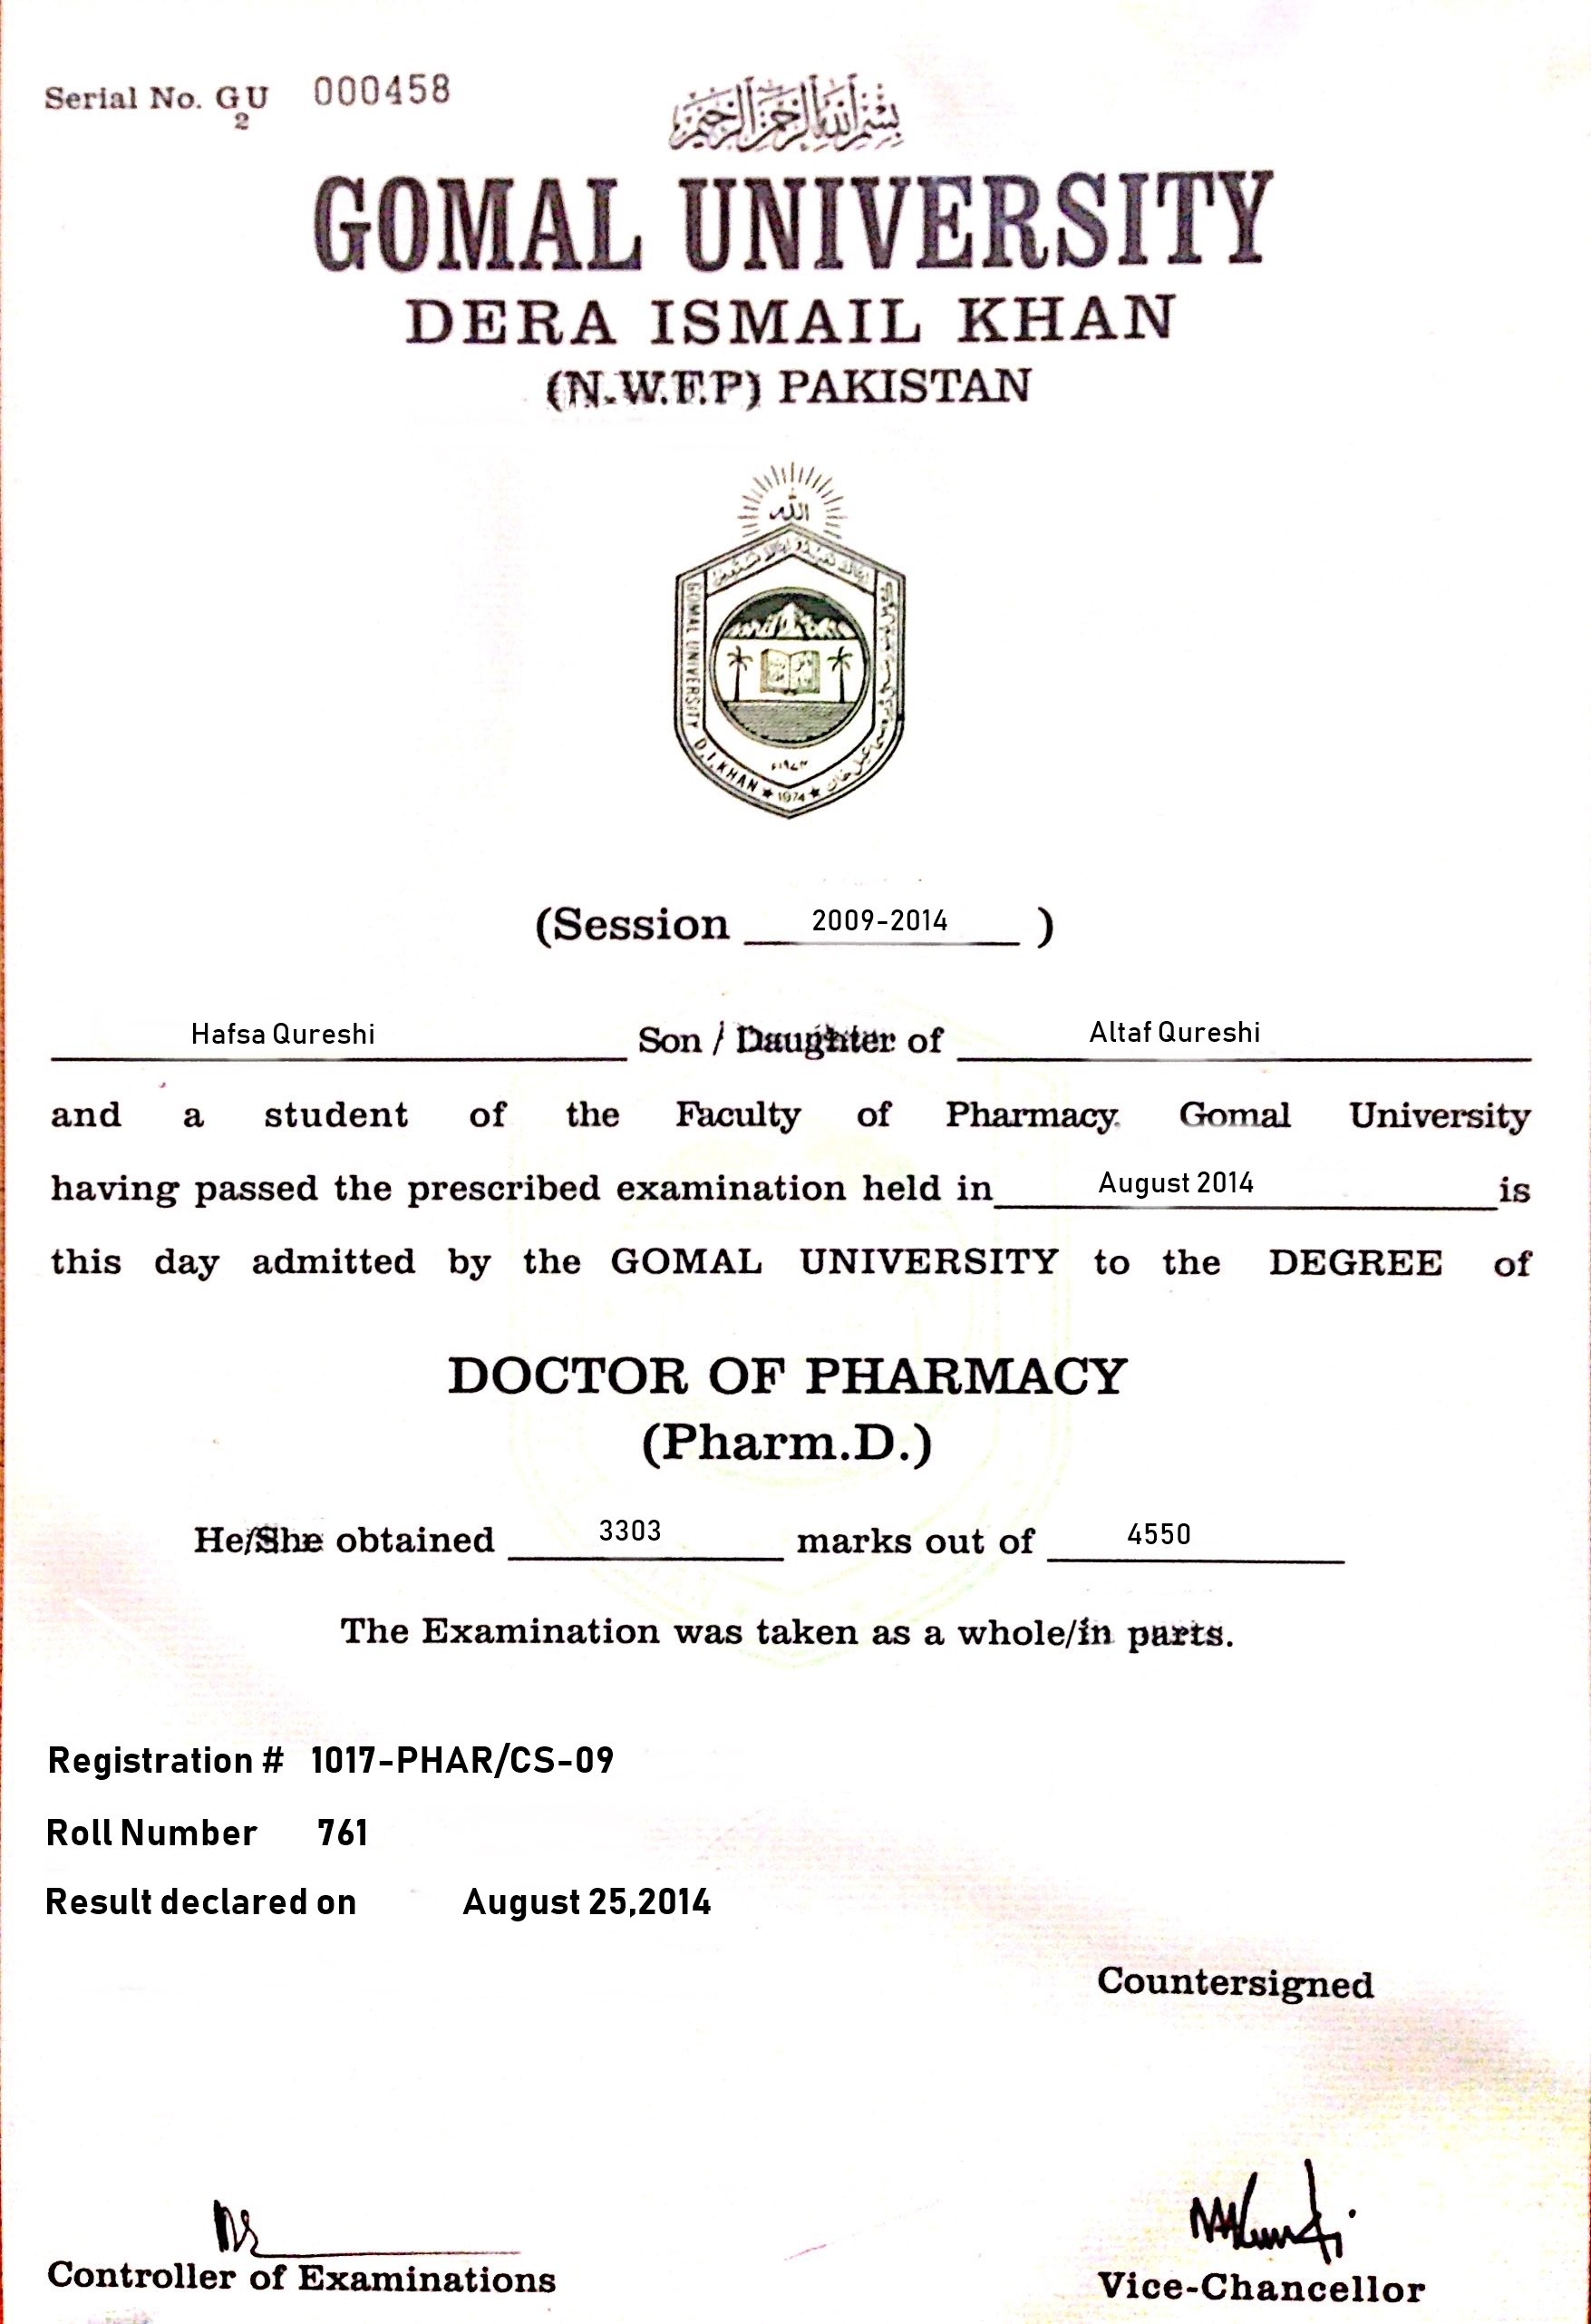 Serial No. GU 000458
2
بسم الله الرحمن الرحيم
GOMAL UNIVERSITY
DERA ISMAIL KHAN
(N.W.F.P) PAKISTAN
الله
GOMAL UNIVERSITY D.I.KHAN ★ 1974 ★
(Session 2009-2014 )
Hafsa Qureshi Son / Daughter of Altaf Qureshi
and a student of the Faculty of Pharmacy. Gomal University
having passed the prescribed examination held in August 2014 is
this day admitted by the GOMAL UNIVERSITY to the DEGREE of
DOCTOR OF PHARMACY
(Pharm.D.)
He/She obtained 3303 marks out of 4550
The Examination was taken as a whole/in parts.
Registration # 1017-PHAR/CS-09
Roll Number 761
Result declared on August 25,2014
Countersigned
Controller of Examinations
Vice-Chancellor